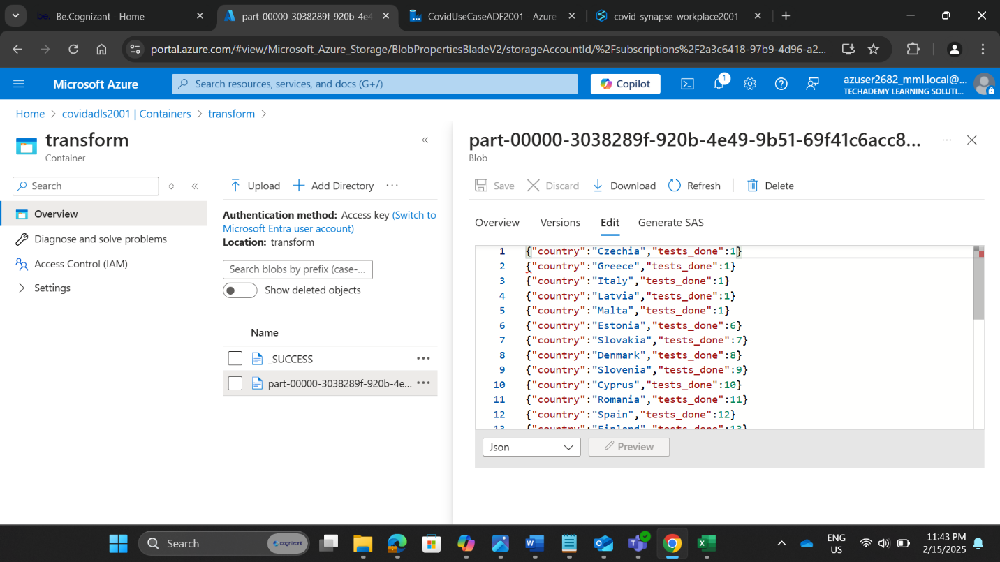 be. Be.Cognizant - Home
part-00000-3038289f-920b-4e4
CovidUseCaseADF2001 - Azure
covid-synapse-workplace2001 -
portal.azure.com/#view/Microsoft_Azure_Storage/BlobPropertiesBladeV2/storageAccountId/%2Fsubscriptions%2F2a3c6418-97b9-4d96-a2...
Microsoft Azure
Search resources, services, and docs (G+/)
Copilot
1
azuser2682_mml.local@...
TECHADEMY LEARNING SOLUTI...
Home > covidadls2001 | Containers > transform >
transform
Container
Search
Overview
Diagnose and solve problems
Access Control (IAM)
Settings
Upload
Add Directory
...
Authentication method: Access key (Switch to
Microsoft Entra user account)
Location: transform
Search blobs by prefix (case-...
Show deleted objects
Name
_SUCCESS
part-00000-3038289f-920b-4e...
part-00000-3038289f-920b-4e49-9b51-69f41c6acc8...
Blob
Save
Discard
Download
Refresh
Delete
Overview
Versions
Edit
Generate SAS
1 {"country":"Czechia","tests_done":1}
2 {"country":"Greece","tests_done":1}
3 {"country":"Italy","tests_done":1}
4 {"country":"Latvia","tests_done":1}
5 {"country":"Malta","tests_done":1}
6 {"country":"Estonia","tests_done":6}
7 {"country":"Slovakia","tests_done":7}
8 {"country":"Denmark","tests_done":8}
9 {"country":"Slovenia","tests_done":9}
10 {"country":"Cyprus","tests_done":10}
11 {"country":"Romania","tests_done":11}
12 {"country":"Spain","tests_done":12}
13 {"country":"Finland","tests_done":13}
Json
Preview
Search
cognizant
ENG
US
11:43 PM
2/15/2025